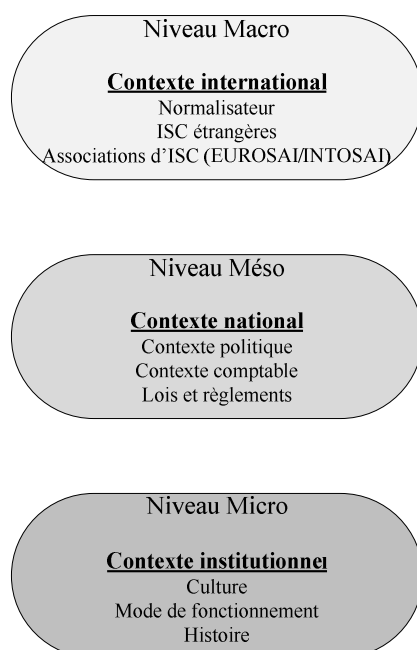 Niveau Macro
Contexte international
Normalisateur
ISC étrangères
Associations d'ISC (EUROSAI/INTOSAI)
Niveau Méso
Contexte national
Contexte politique
Contexte comptable
Lois et règlements
Niveau Micro
Contexte institutionnel
Culture
Mode de fonctionnement
Histoire